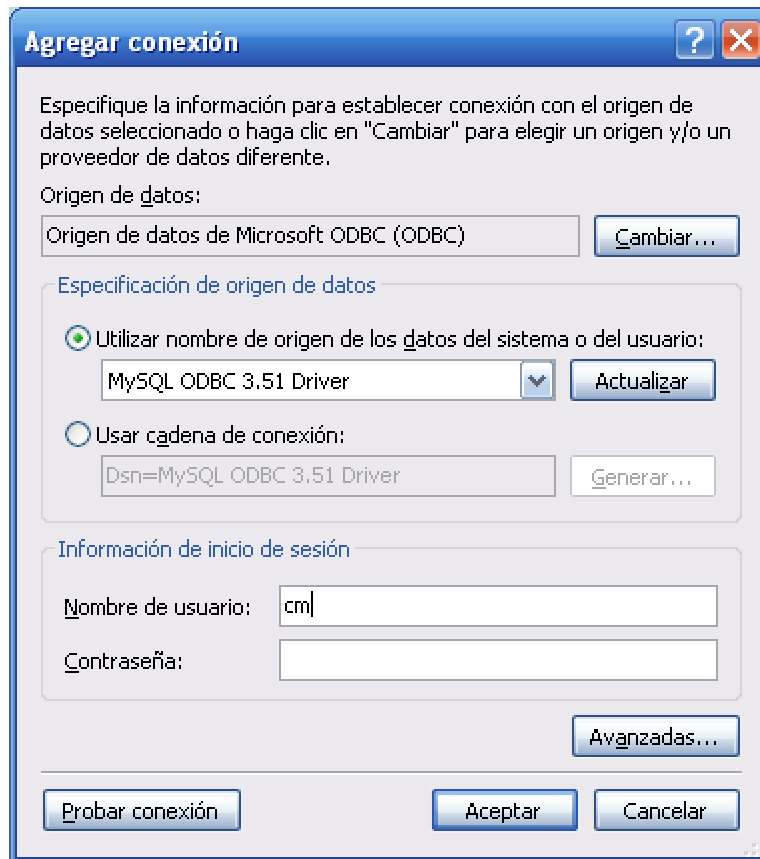 Agregar conexión
Especifique la información para establecer conexión con el origen de
datos seleccionado o haga clic en "Cambiar" para elegir un origen y/o un
proveedor de datos diferente.
Origen de datos:
Origen de datos de Microsoft ODBC (ODBC)
Cambiar...
Especificación de origen de datos
Utilizar nombre de origen de los datos del sistema o del usuario:
MySQL ODBC 3.51 Driver
Actualizar
Usar cadena de conexión:
Dsn=MySQL ODBC 3.51 Driver
Generar...
Información de inicio de sesión
Nombre de usuario:
cm
Contraseña:
Avanzadas...
Probar conexión
Aceptar
Cancelar